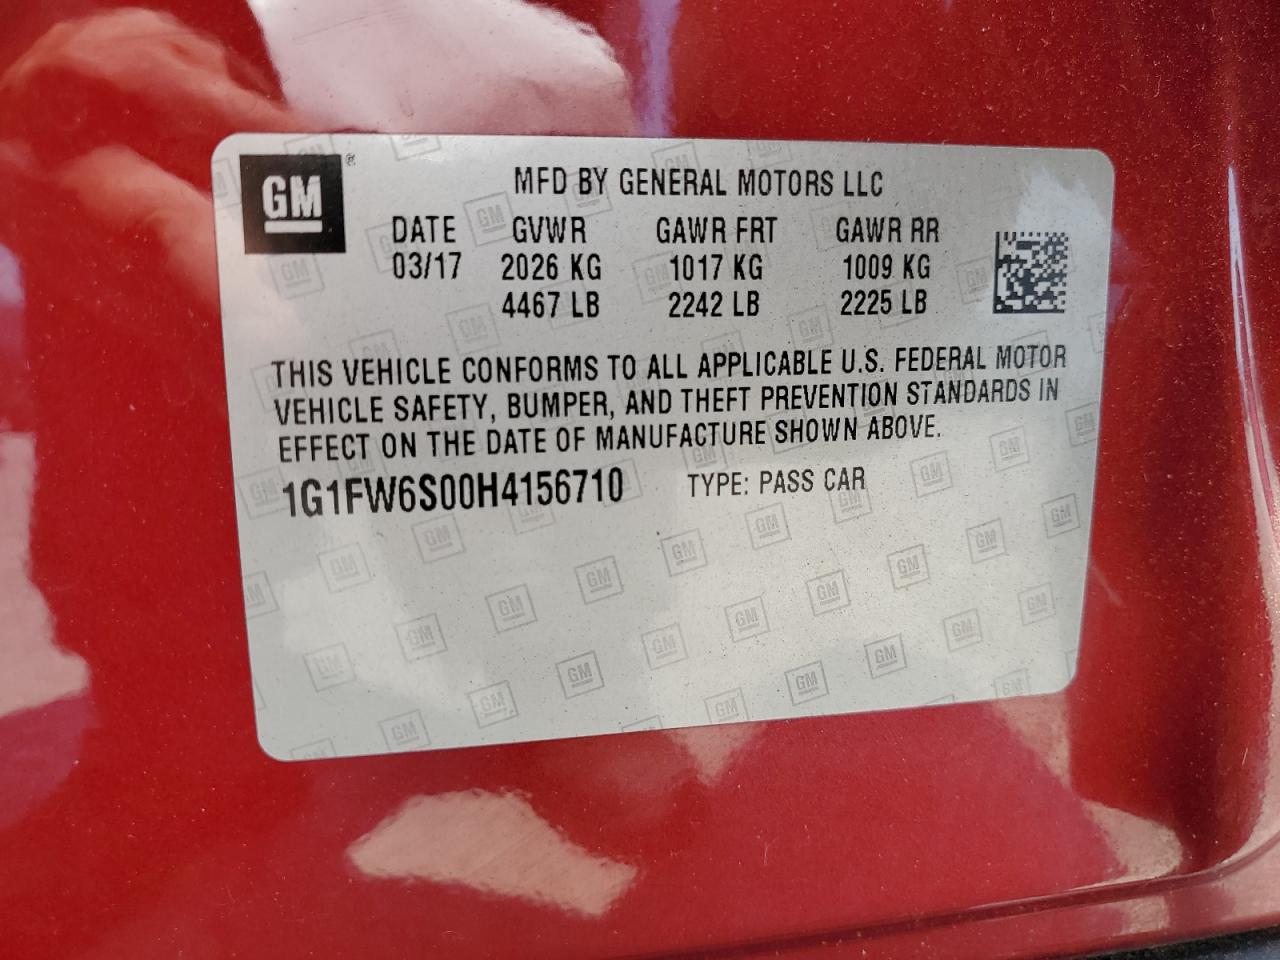 GM ®
MFD BY GENERAL MOTORS LLC
DATE GVWR GAWR FRT GAWR RR
03/17 2026 KG 1017 KG 1009 KG
4467 LB 2242 LB 2225 LB
THIS VEHICLE CONFORMS TO ALL APPLICABLE U.S. FEDERAL MOTOR
VEHICLE SAFETY, BUMPER, AND THEFT PREVENTION STANDARDS IN
EFFECT ON THE DATE OF MANUFACTURE SHOWN ABOVE.
1G1FW6S00H4156710 TYPE: PASS CAR